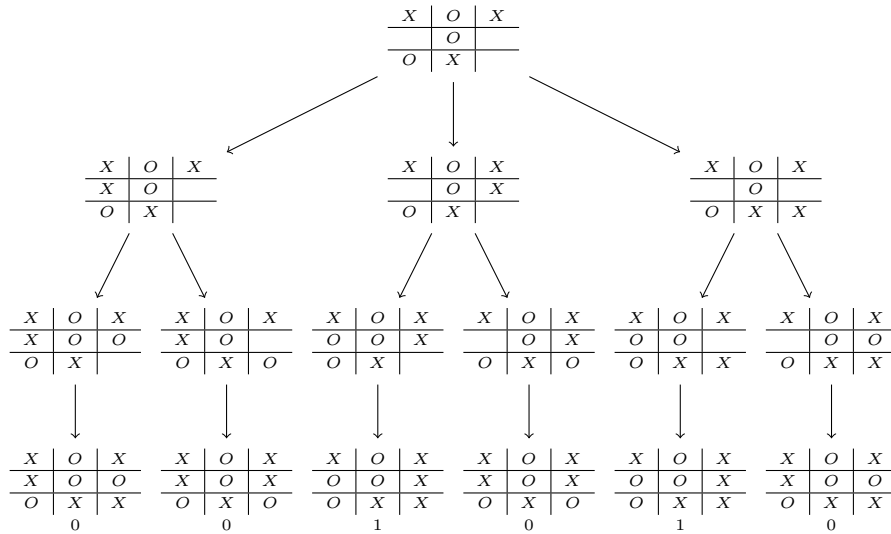 X O X
O
O X
X O X X O X X O X
X O O X O
O X O X O X X
X O X X O X X O X X O X X O X X O X
X O O X O O O X O X O O O O
O X O X O O X O X O O X X O X X
X O X X O X X O X X O X X O X X O X
X O O X O X O O X X O X O O X X O O
O X X O X O O X X O X O O X X O X X
0 0 1 0 1 0